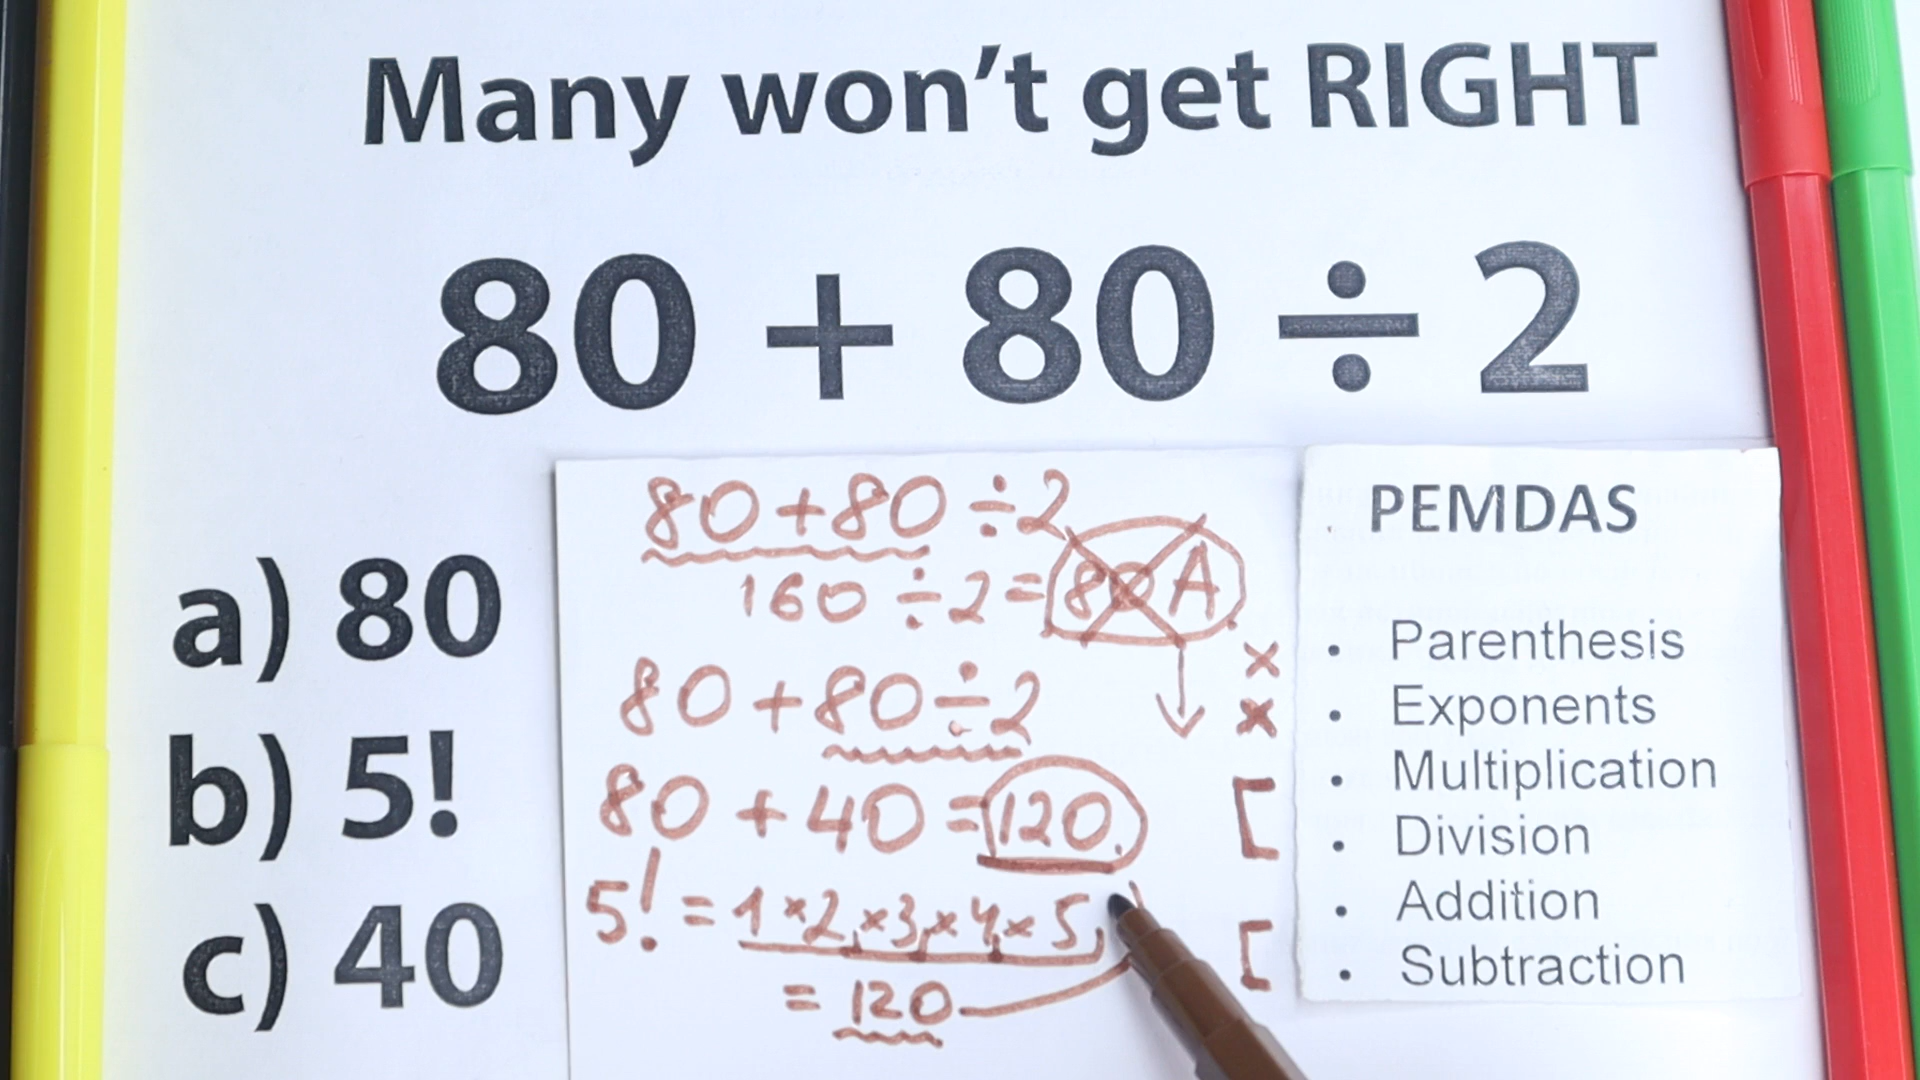 Many won't get RIGHT
80 + 80 ÷ 2
a) 80
b) 5!
c) 40
80 + 80 ÷ 2
160 ÷ 2 = 80 A
80 + 80 ÷ 2
80 + 40 = 120
5! = 1 × 2 × 3 × 4 × 5
= 120
PEMDAS
× • Parenthesis
× • Exponents
[ • Multiplication
• Division
• Addition
[ • Subtraction